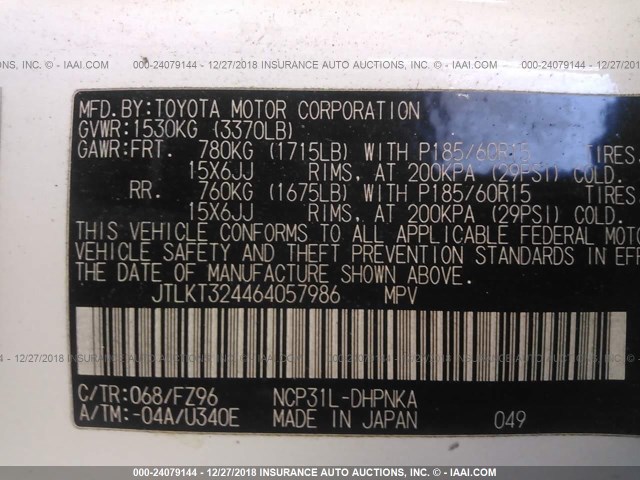 000-24079144 - 12/27/2018 INSURANCE AUTO AUCTIONS, INC. © - IAAI.COM
MFD. BY: TOYOTA MOTOR CORPORATION
GVWR: 1530KG (3370LB)
GAWR: FRT. 780KG (1715LB) WITH P185/60R15 TIRES
15X6JJ RIMS, AT 200KPA (29PSI) COLD.
RR. 760KG (1675LB) WITH P185/60R15 TIRES
15X6JJ RIMS, AT 200KPA (29PSI) COLD.
THIS VEHICLE CONFORMS TO ALL APPLICABLE FEDERAL MOTO
VEHICLE SAFETY AND THEFT PREVENTION STANDARDS IN EFF
THE DATE OF MANUFACTURE SHOWN ABOVE.
JTLKT324464057986 MPV
000-24079144 - 12/27/2018 INSURANCE AUTO AUCTIONS, INC. © - IAAI.COM
C/TR: 068/FZ96 NCP31L-DHPNKA
A/TM: -04A/U340E MADE IN JAPAN 049
000-24079144 - 12/27/2018 INSURANCE AUTO AUCTIONS, INC. © - IAAI.COM